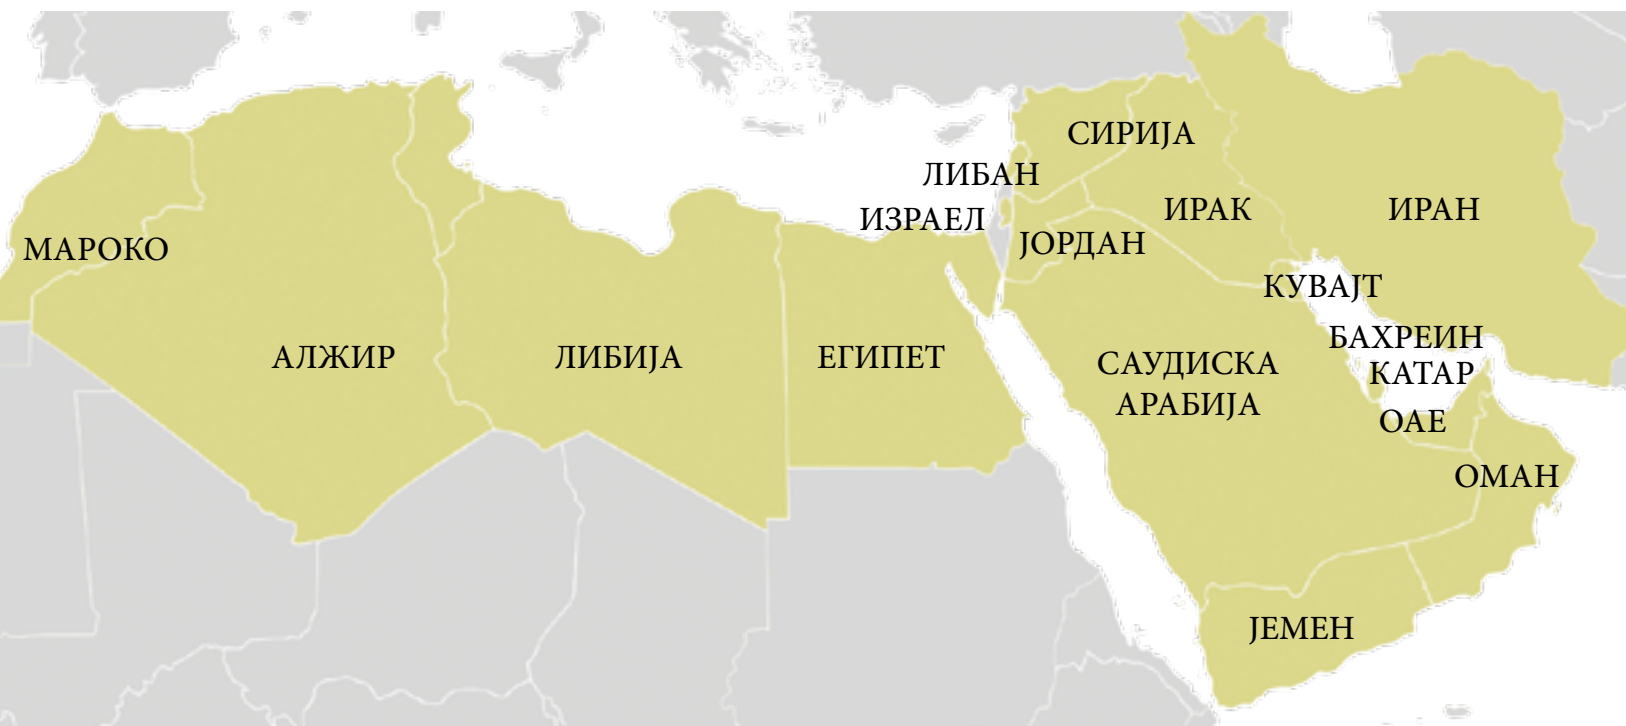 СИРИЈА
ЛИБАН
ИЗРАЕЛ
ИРАК
ИРАН
МАРОКО
ЈОРДАН
КУВАЈТ
БАХРЕИН
КАТАР
АЛЖИР
ЛИБИЈА
ЕГИПЕТ
САУДИСКА
АРАБИЈА
ОАЕ
ОМАН
ЈЕМЕН